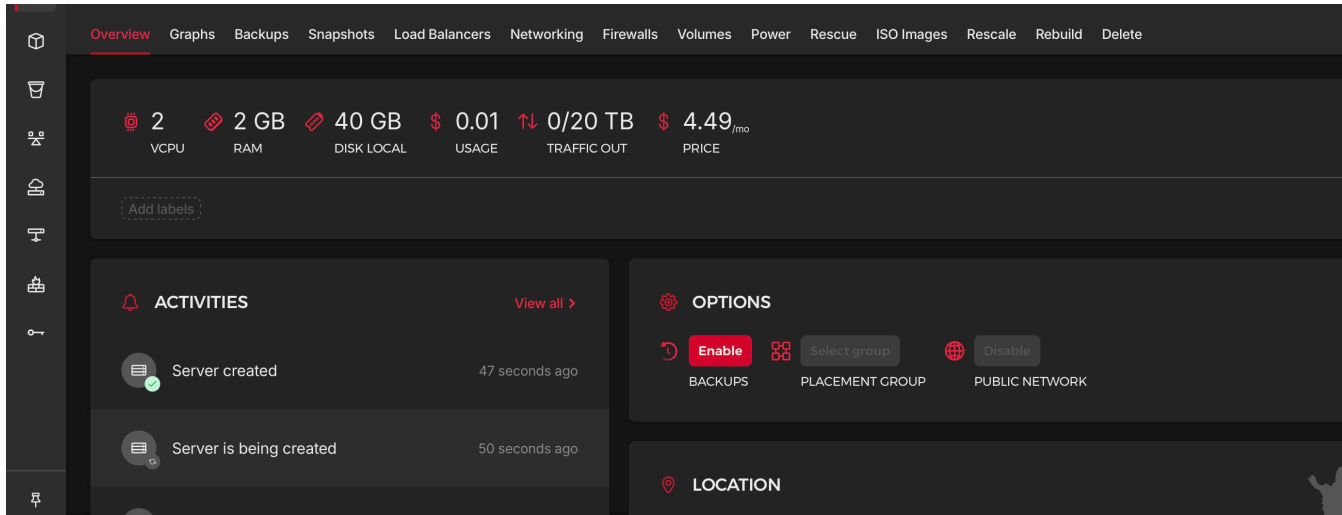 Overview Graphs Backups Snapshots Load Balancers Networking Firewalls Volumes Power Rescue ISO Images Rescale Rebuild Delete
2 2 GB 40 GB $ 0.01 0/20 TB $ 4.49/mo
VCPU RAM DISK LOCAL USAGE TRAFFIC OUT PRICE
Add labels
ACTIVITIES View all >
Server created 47 seconds ago
Server is being created 50 seconds ago
OPTIONS
Enable Select group Disable
BACKUPS PLACEMENT GROUP PUBLIC NETWORK
LOCATION